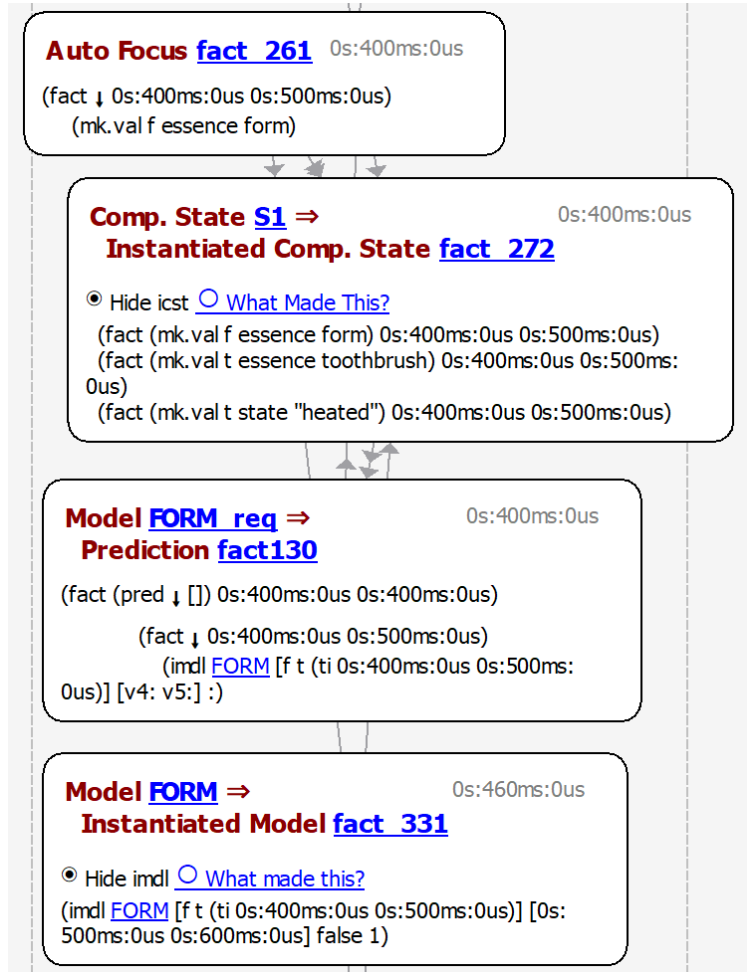 Auto Focus fact_261 0s:400ms:0us
(fact ↓ 0s:400ms:0us 0s:500ms:0us)
(mk.val f essence form)
Comp. State S1 ⇒ 0s:400ms:0us
Instantiated Comp. State fact_272
Hide icst What Made This?
(fact (mk.val f essence form) 0s:400ms:0us 0s:500ms:0us)
(fact (mk.val t essence toothbrush) 0s:400ms:0us 0s:500ms:
0us)
(fact (mk.val t state "heated") 0s:400ms:0us 0s:500ms:0us)
Model FORM_req ⇒ 0s:400ms:0us
Prediction fact130
(fact (pred ↓ []) 0s:400ms:0us 0s:400ms:0us)
(fact ↓ 0s:400ms:0us 0s:500ms:0us)
(imdl FORM [f t (ti 0s:400ms:0us 0s:500ms:
0us)] [v4: v5:] :)
Model FORM ⇒ 0s:460ms:0us
Instantiated Model fact_331
Hide imdl What made this?
(imdl FORM [f t (ti 0s:400ms:0us 0s:500ms:0us)] [0s:
500ms:0us 0s:600ms:0us] false 1)